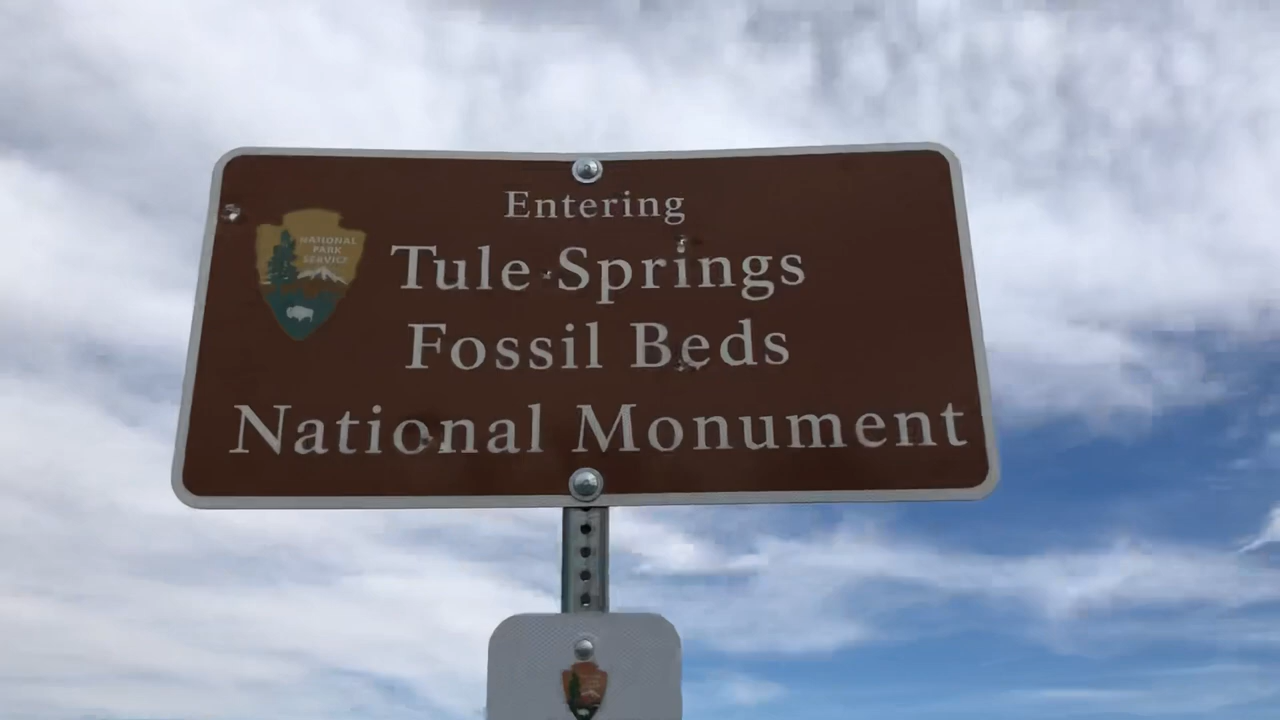 Entering
Tule Springs
Fossil Beds
National Monument
NATIONAL
PARK
SERVICE